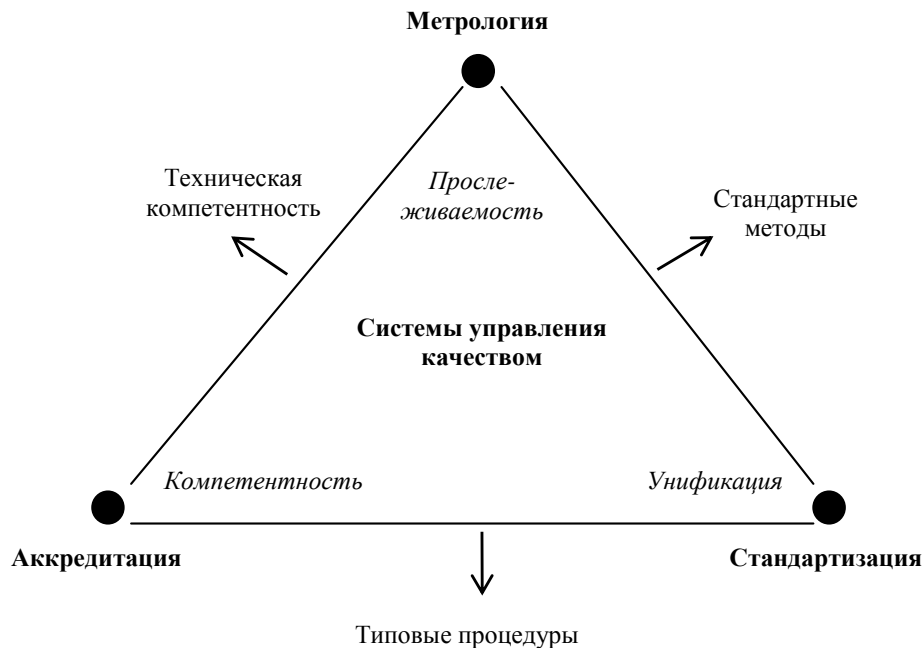 Метрология
Техническая
компетентность
Просле-
живаемость
Стандартные
методы
Системы управления
качеством
Компетентность
Унификация
Аккредитация
Стандартизация
Типовые процедуры